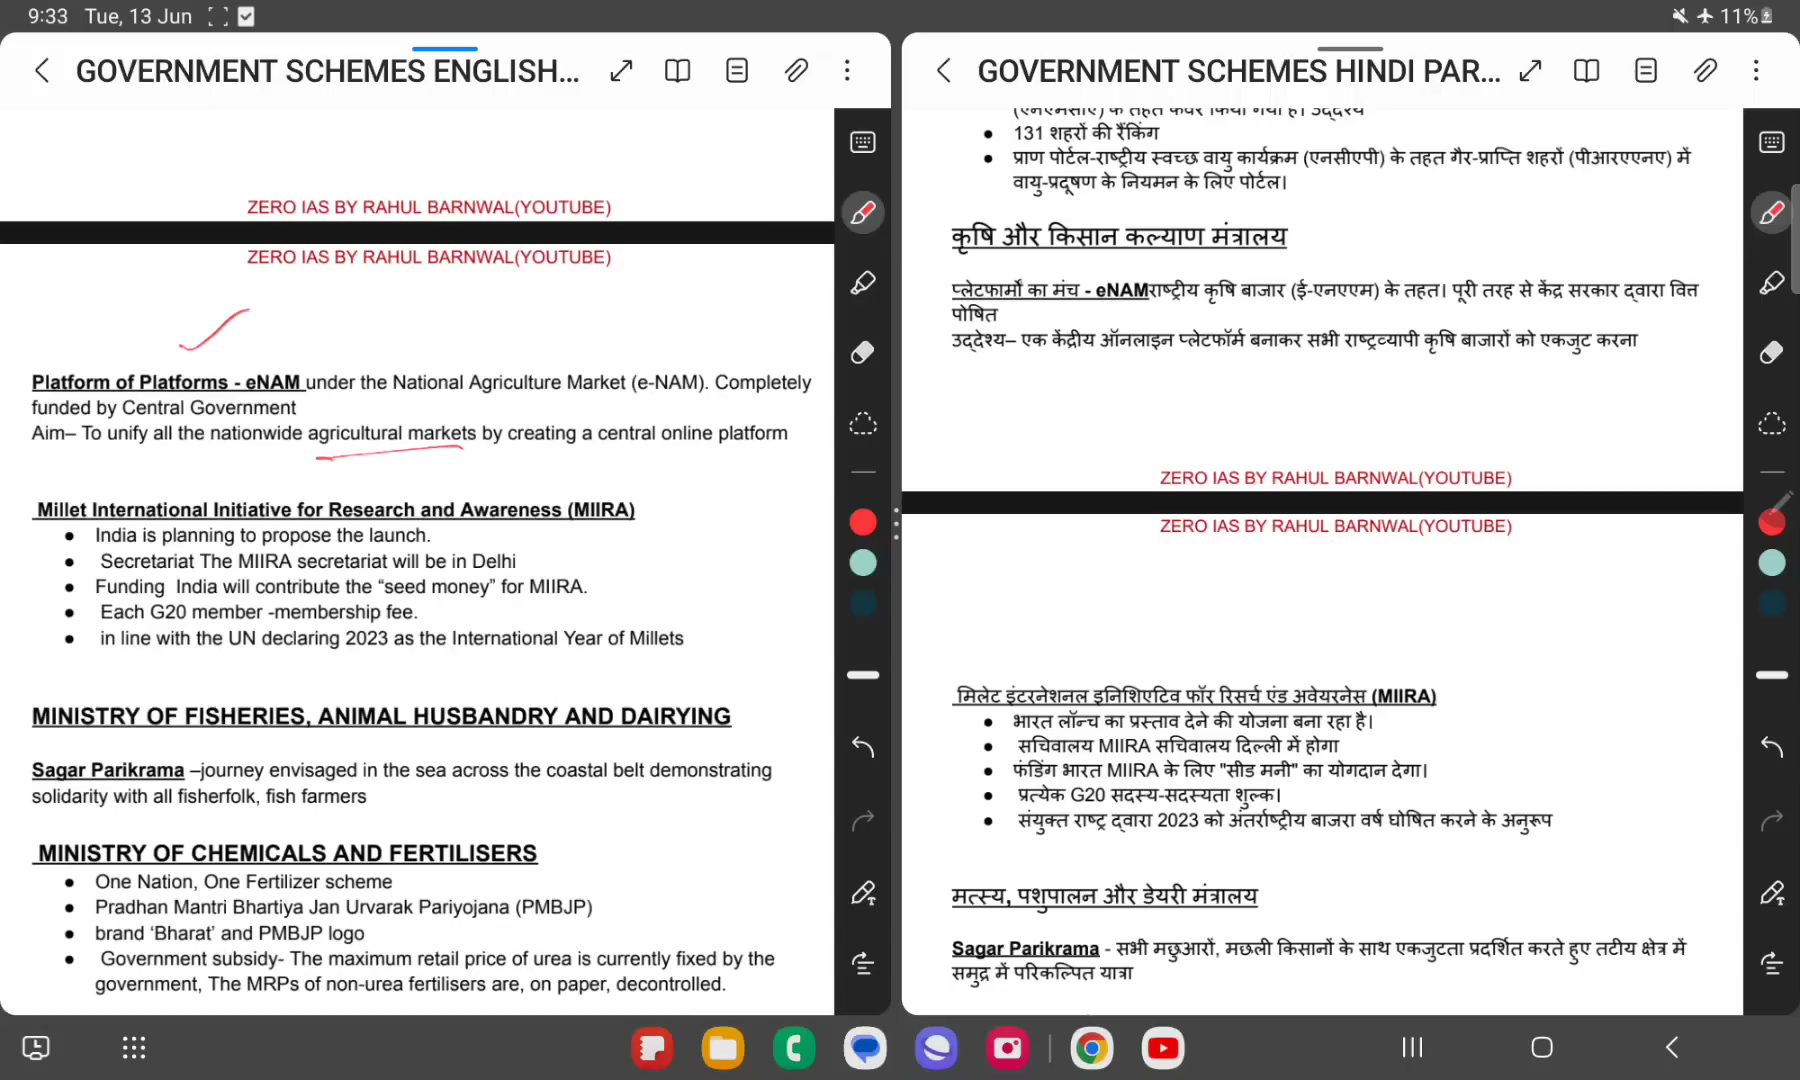 9:33 Tue, 13 Jun
11%
GOVERNMENT SCHEMES ENGLISH...
ZERO IAS BY RAHUL BARNWAL(YOUTUBE)
ZERO IAS BY RAHUL BARNWAL(YOUTUBE)
Platform of Platforms - eNAM under the National Agriculture Market (e-NAM). Completely
funded by Central Government
Aim– To unify all the nationwide agricultural markets by creating a central online platform
Millet International Initiative for Research and Awareness (MIIRA)
● India is planning to propose the launch.
● Secretariat The MIIRA secretariat will be in Delhi
● Funding India will contribute the “seed money” for MIIRA.
● Each G20 member -membership fee.
● in line with the UN declaring 2023 as the International Year of Millets
MINISTRY OF FISHERIES, ANIMAL HUSBANDRY AND DAIRYING
Sagar Parikrama –journey envisaged in the sea across the coastal belt demonstrating
solidarity with all fisherfolk, fish farmers
MINISTRY OF CHEMICALS AND FERTILISERS
● One Nation, One Fertilizer scheme
● Pradhan Mantri Bhartiya Jan Urvarak Pariyojana (PMBJP)
● brand ‘Bharat’ and PMBJP logo
● Government subsidy- The maximum retail price of urea is currently fixed by the
government, The MRPs of non-urea fertilisers are, on paper, decontrolled.
GOVERNMENT SCHEMES HINDI PAR...
(एनएमसीए) के तहत कवर किया गया है। उद्देश्य
● 131 शहरों की रैंकिंग
● प्राण पोर्टल-राष्ट्रीय स्वच्छ वायु कार्यक्रम (एनसीएपी) के तहत गैर-प्राप्ति शहरों (पीआरएएनए) में
वायु-प्रदूषण के नियमन के लिए पोर्टल।
कृषि और किसान कल्याण मंत्रालय
प्लेटफार्मों का मंच - eNAMराष्ट्रीय कृषि बाजार (ई-एनएएम) के तहत। पूरी तरह से केंद्र सरकार द्वारा वित्त
पोषित
उद्देश्य– एक केंद्रीय ऑनलाइन प्लेटफॉर्म बनाकर सभी राष्ट्रव्यापी कृषि बाजारों को एकजुट करना
ZERO IAS BY RAHUL BARNWAL(YOUTUBE)
ZERO IAS BY RAHUL BARNWAL(YOUTUBE)
मिलेट इंटरनेशनल इनिशिएटिव फॉर रिसर्च एंड अवेयरनेस (MIIRA)
● भारत लॉन्च का प्रस्ताव देने की योजना बना रहा है।
● सचिवालय MIIRA सचिवालय दिल्ली में होगा
● फंडिंग भारत MIIRA के लिए "सीड मनी" का योगदान देगा।
● प्रत्येक G20 सदस्य-सदस्यता शुल्क।
● संयुक्त राष्ट्र द्वारा 2023 को अंतर्राष्ट्रीय बाजरा वर्ष घोषित करने के अनुरूप
मत्स्य, पशुपालन और डेयरी मंत्रालय
Sagar Parikrama - सभी मछुआरों, मछली किसानों के साथ एकजुटता प्रदर्शित करते हुए तटीय क्षेत्र में
समुद्र में परिकल्पित यात्रा